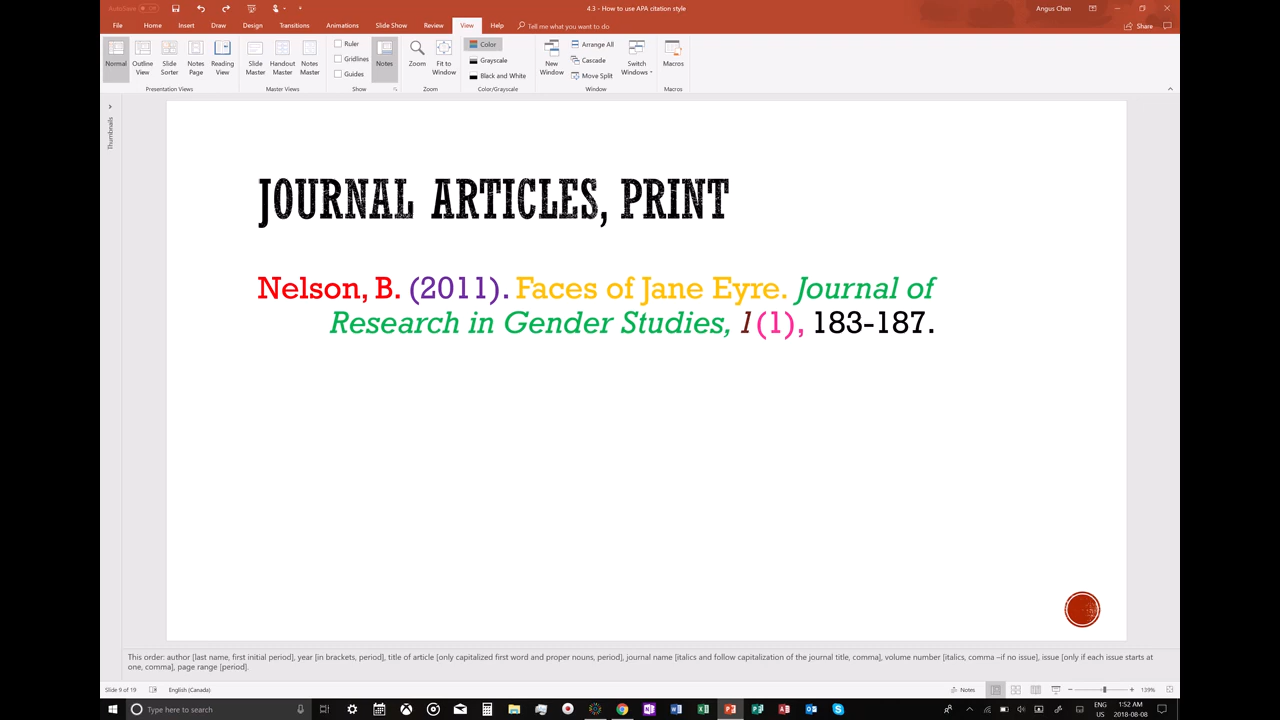 AutoSave Off
4.3 - How to use APA citation style
Angus Chan
File Home Insert Draw Design Transitions Animations Slide Show Review View Help Tell me what you want to do Share
Normal Outline View Slide Sorter Notes Page Reading View
Presentation Views
Slide Master Handout Master Notes Master
Master Views
Ruler
Gridlines
Guides
Notes
Show
Zoom Fit to Window
Zoom
Color
Grayscale
Black and White
Color/Grayscale
New Window
Arrange All
Cascade
Move Split
Switch Windows
Window
Macros
Macros
Thumbnails
JOURNAL ARTICLES, PRINT
Nelson, B. (2011). Faces of Jane Eyre. Journal of
Research in Gender Studies, 1(1), 183-187.
This order: author [last name, first initial period], year [in brackets, period], title of article [only capitalized first word and proper nouns, period], journal name [italics and follow capitalization of the journal title, comma], volume number [italics, comma –if no issue], issue [only if each issue starts at
one, comma], page range [period].
Slide 9 of 19 English (Canada) Notes 139%
Type here to search
ENG 1:52 AM
US 2018-08-08